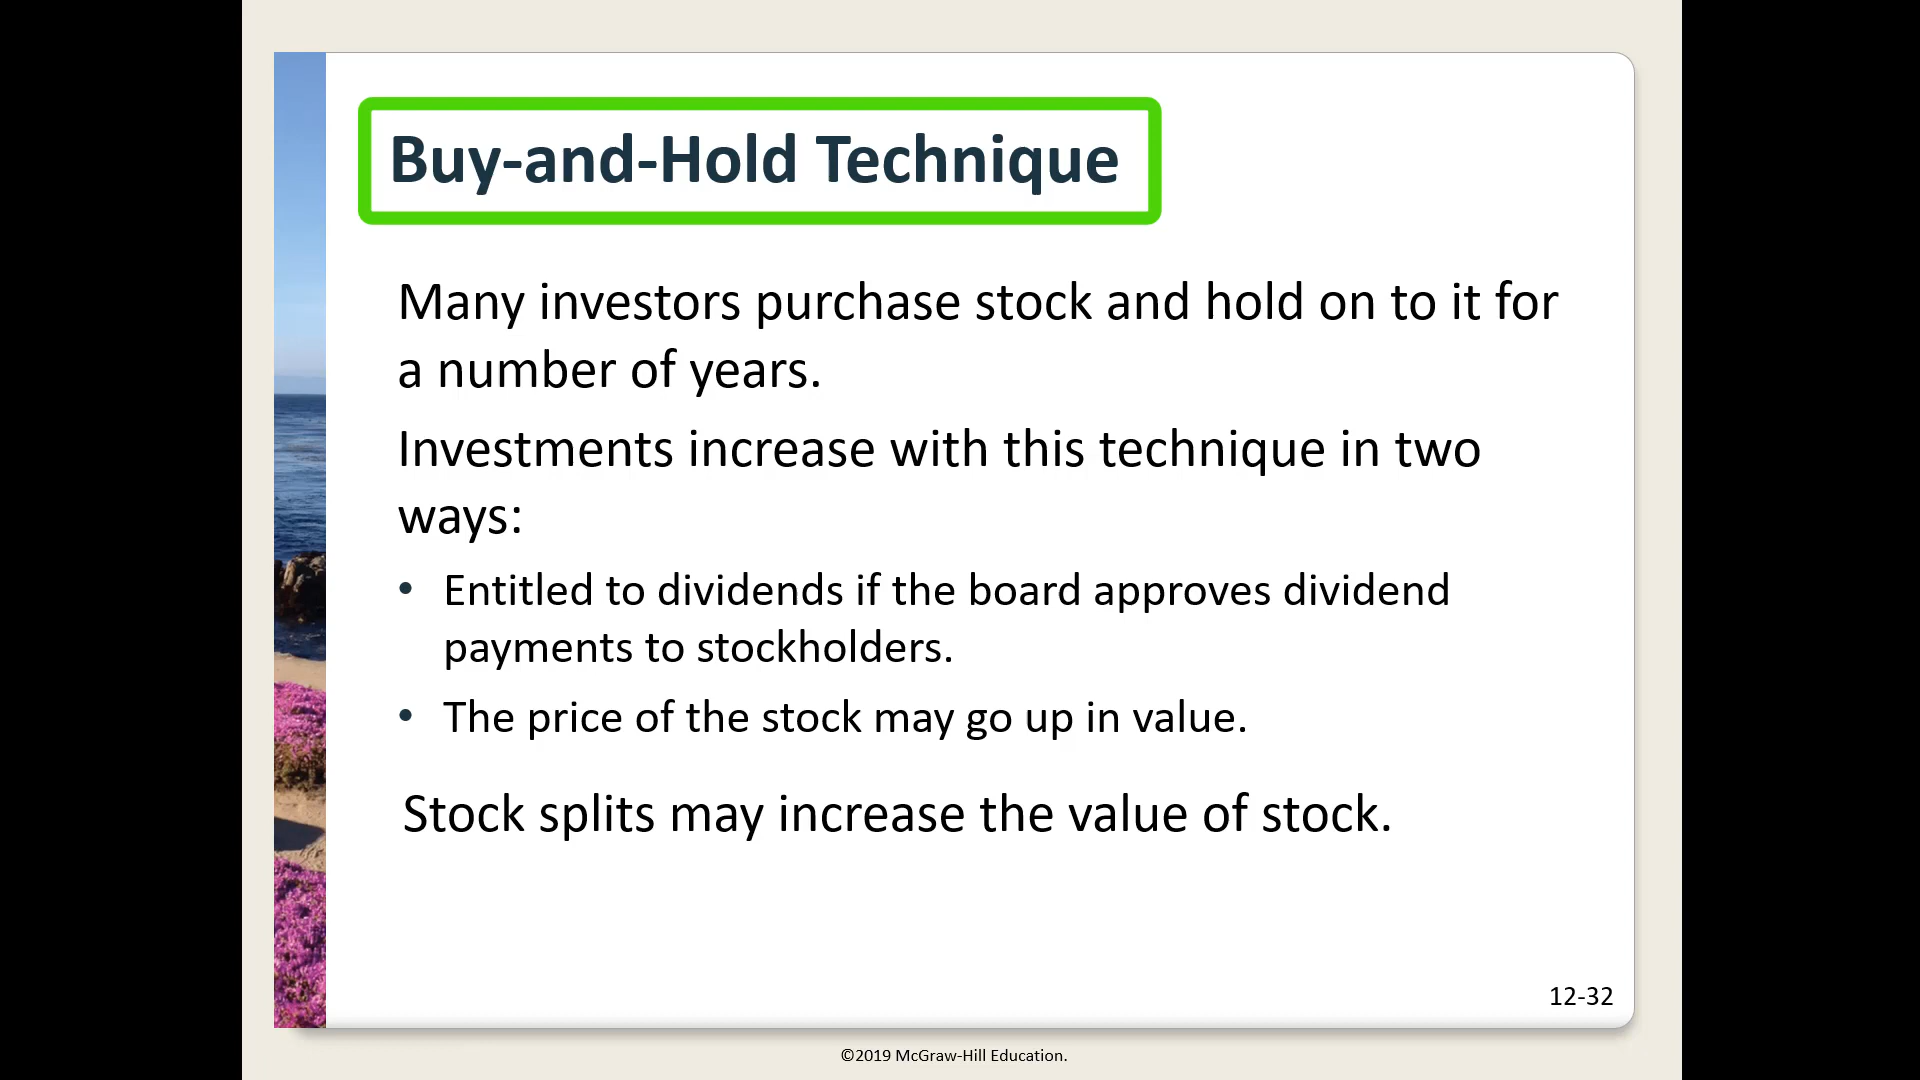 Buy-and-Hold Technique
Many investors purchase stock and hold on to it for
a number of years.
Investments increase with this technique in two
ways:
• Entitled to dividends if the board approves dividend
payments to stockholders.
• The price of the stock may go up in value.
Stock splits may increase the value of stock.
12-32
©2019 McGraw-Hill Education.